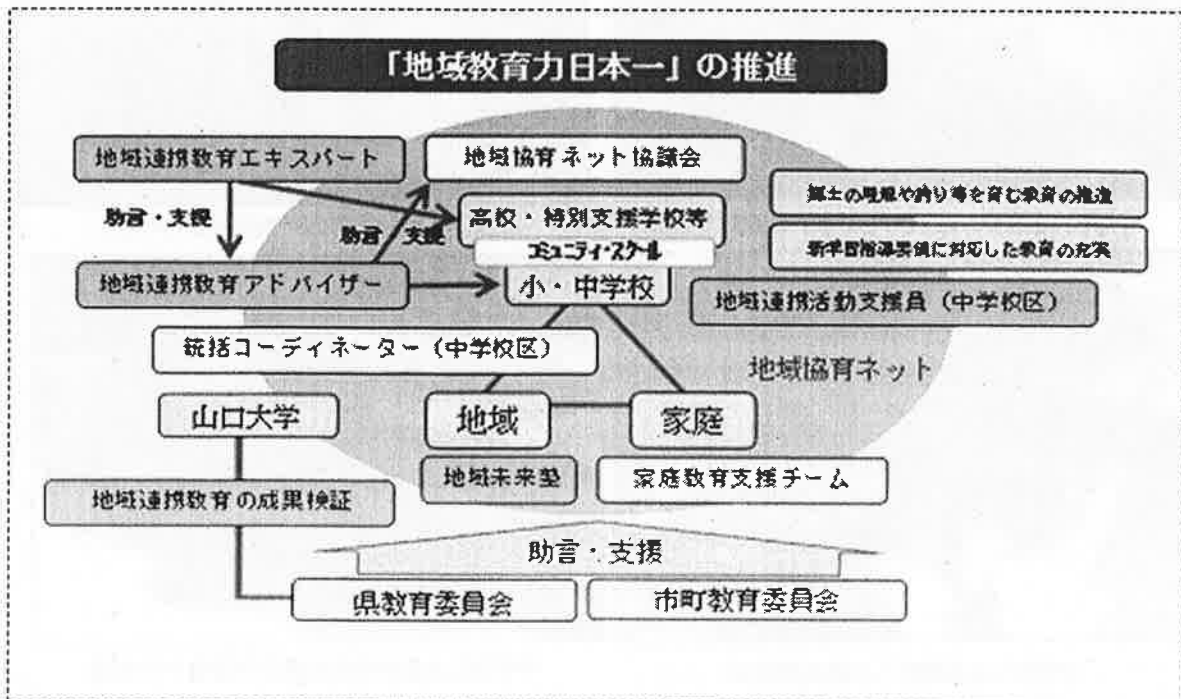 「地域教育力日本一」の推進
地域連携教育エキスパート
地域協育ネット協議会
助言・支援
高校・特別支援学校等
助言 支援
コミュニティ・スクール
地域連携教育アドバイザー
小・中学校
郷土の や誇り等を育む教育の推進
新学習指導要領に対応した教育の充実
地域連携活動支援員（中学校区）
統括コーディネーター（中学校区）
地域協育ネット
山口大学
地域
家庭
地域未来塾
家庭教育支援チーム
地域連携教育の成果検証
助言・支援
県教育委員会
市町教育委員会